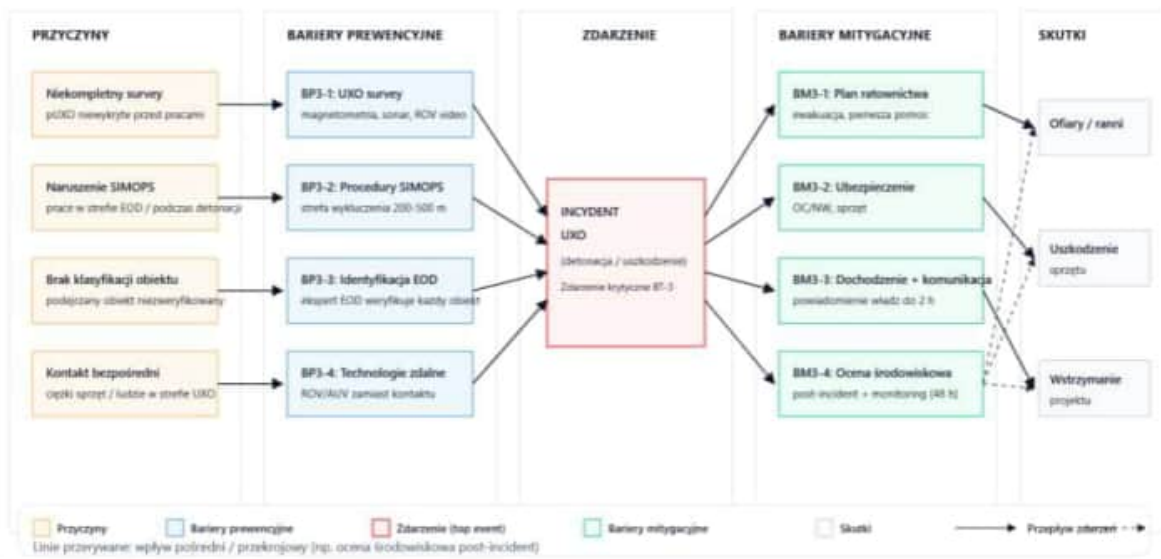 PRZYCZYNY
BARIERY PREWENCYJNE
ZDARZENIE
BARIERY MITYGACYJNE
SKUTKI
Niekompletny survey
pUXO niewykryte przed pracami
Naruszenie SIMOPS
prace w strefie EOD / podczas detonacji
Brak klasyfikacji obiektu
podejrzany obiekt niezweryfikowany
Kontakt bezpośredni
ciężki sprzęt / ludzie w strefie UXO
BP3-1: UXO survey
magnetometria, sonar, ROV video
BP3-2: Procedury SIMOPS
strefa wykluczenia 200-500 m
BP3-3: Identyfikacja EOD
ekspert EOD weryfikuje każdy obiekt
BP3-4: Technologie zdalne
ROV/AUV zamiast kontaktu
INCYDENT
UXO
(detonacja / uszkodzenie)
Zdarzenie krytyczne BT-3
BM3-1: Plan ratownictwa
ewakuacja, pierwsza pomoc
BM3-2: Ubezpieczenie
OC/NW, sprzęt
BM3-3: Dochodzenie + komunikacja
powiadomienie władz do 2 h
BM3-4: Ocena środowiskowa
post-incident + monitoring (48 h)
Ofiary / ranni
Uszkodzenie
sprzętu
Wstrzymanie
projektu
Przyczyny
Bariery prewencyjne
Zdarzenie (top event)
Bariery mitygacyjne
Skutki
Przepływ zdarzeń
Linie przerywane: wpływ pośredni / przekrojowy (np. ocena środowiskowa post-incident)